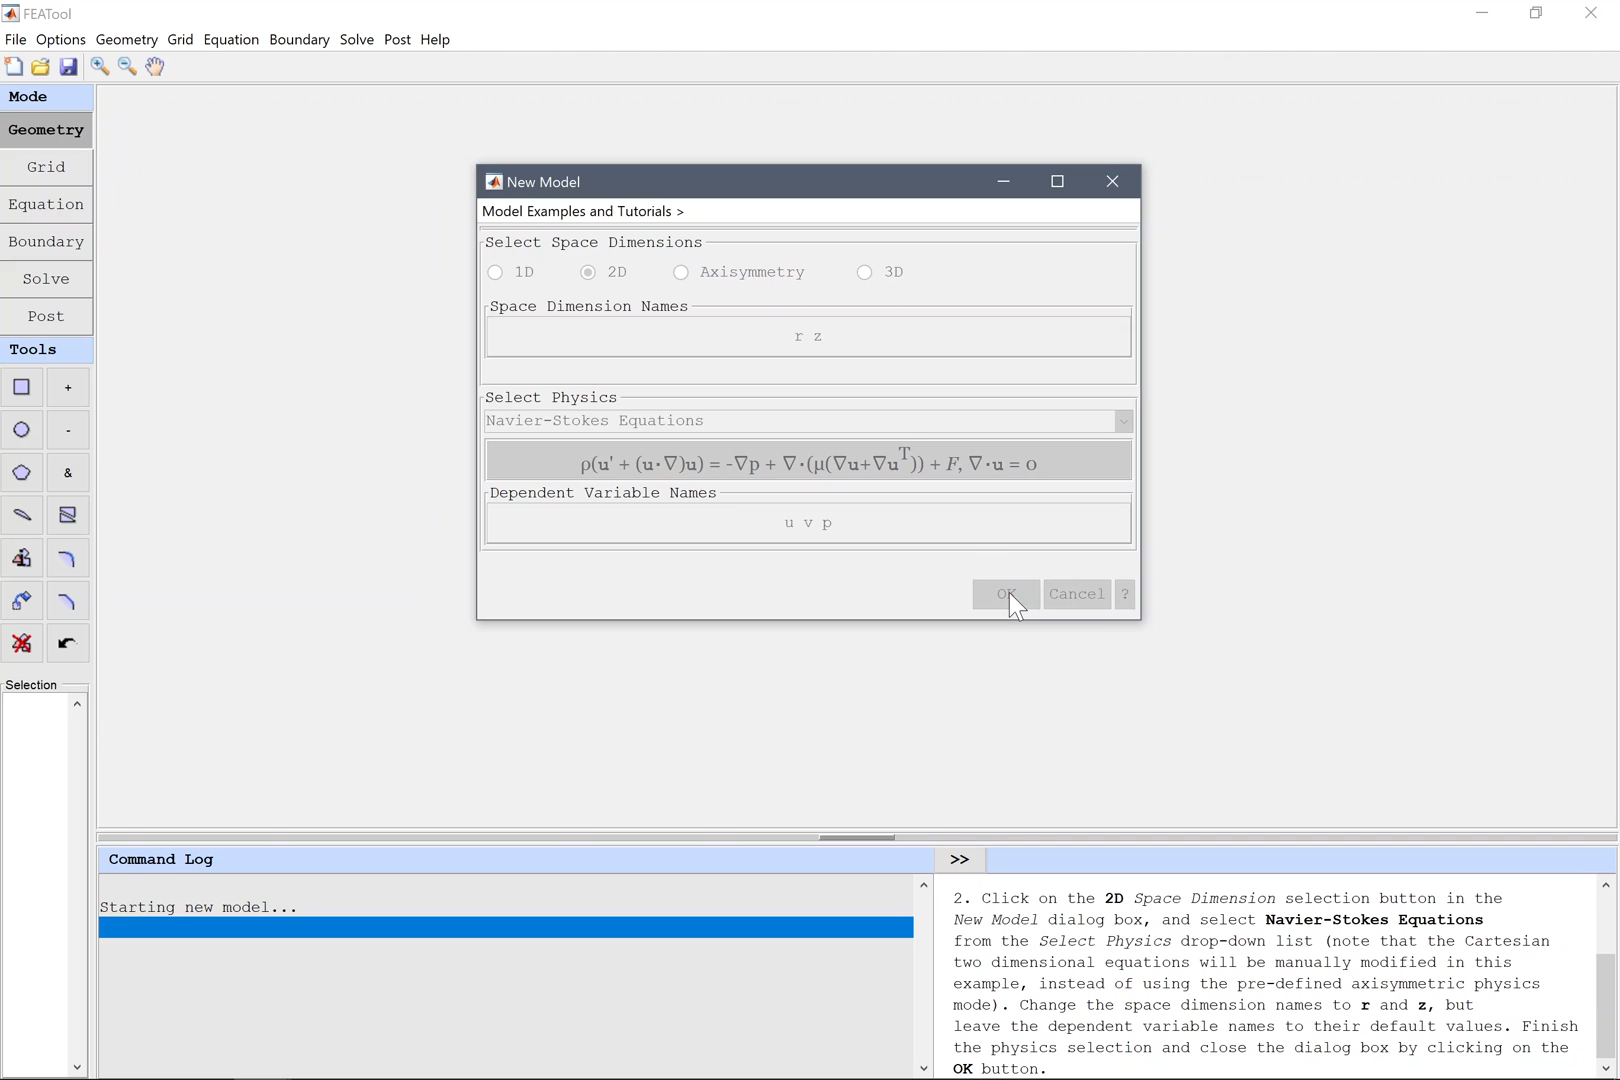 FEATool
File Options Geometry Grid Equation Boundary Solve Post Help
Mode
Geometry
Grid
Equation
Boundary
Solve
Post
Tools
+
-
&
Selection
New Model
Model Examples and Tutorials >
Select Space Dimensions
1D 2D Axisymmetry 3D
Space Dimension Names
r z
Select Physics
Navier-Stokes Equations
ρ(u' + (u·∇)u) = -∇p + ∇·(μ(∇u+∇uᵀ)) + F, ∇·u = 0
Dependent Variable Names
u v p
OK Cancel ?
Command Log
Starting new model...
>>
2. Click on the 2D Space Dimension selection button in the
New Model dialog box, and select Navier-Stokes Equations
from the Select Physics drop-down list (note that the Cartesian
two dimensional equations will be manually modified in this
example, instead of using the pre-defined axisymmetric physics
mode). Change the space dimension names to r and z, but
leave the dependent variable names to their default values. Finish
the physics selection and close the dialog box by clicking on the
OK button.